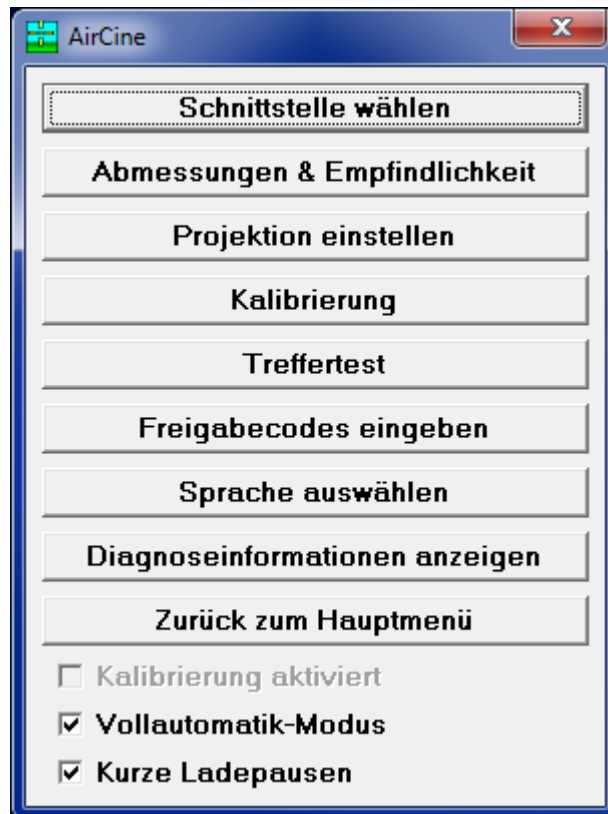 AirCine
Schnittstelle wählen
Abmessungen & Empfindlichkeit
Projektion einstellen
Kalibrierung
Treffertest
Freigabecodes eingeben
Sprache auswählen
Diagnoseinformationen anzeigen
Zurück zum Hauptmenü
Kalibrierung aktiviert
Vollautomatik-Modus
Kurze Ladepausen